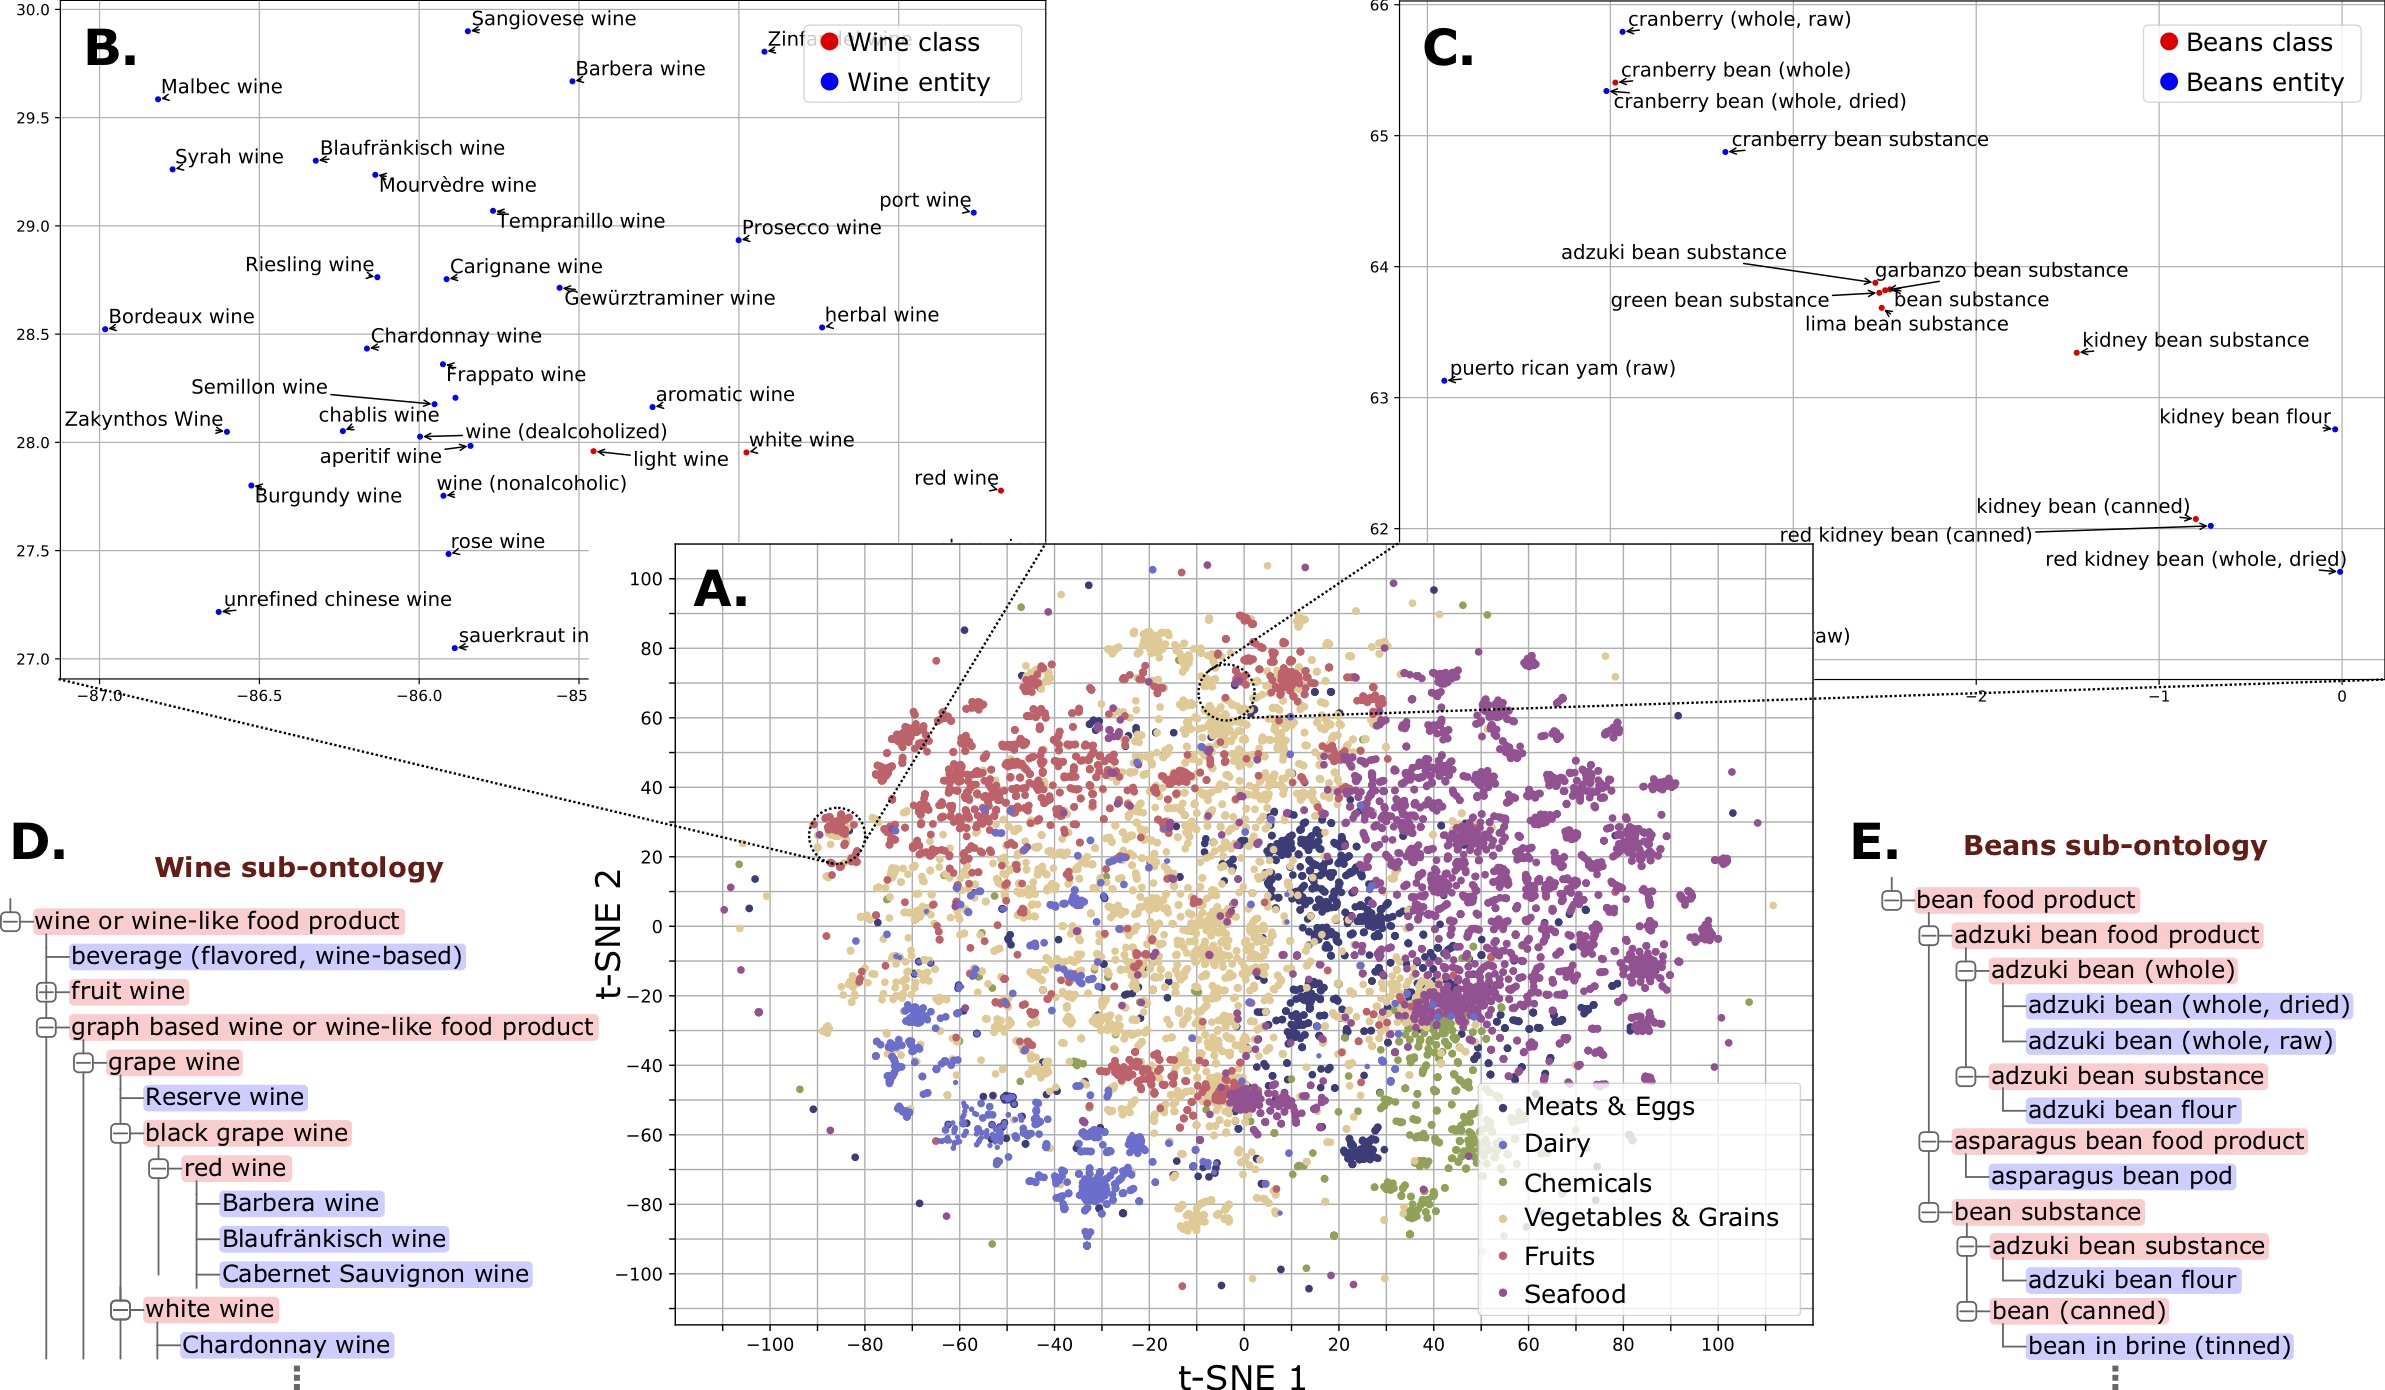 B.
Wine class
Wine entity
Sangiovese wine
Zinf
Barbera wine
Malbec wine
Syrah wine
Blaufränkisch wine
Mourvèdre wine
Tempranillo wine
port wine
Prosecco wine
Riesling wine
Carignane wine
Gewürztraminer wine
Bordeaux wine
herbal wine
Chardonnay wine
Frappato wine
Semillon wine
aromatic wine
Zakynthos Wine
chablis wine
wine (dealcoholized)
white wine
aperitif wine
light wine
red wine
Burgundy wine
wine (nonalcoholic)
rose wine
unrefined chinese wine
sauerkraut in
30.0
29.5
29.0
28.5
28.0
27.5
27.0
−87.0
−86.5
−86.0
−85
C.
Beans class
Beans entity
cranberry (whole, raw)
cranberry bean (whole)
cranberry bean (whole, dried)
cranberry bean substance
adzuki bean substance
garbanzo bean substance
green bean substance
bean substance
lima bean substance
kidney bean substance
puerto rican yam (raw)
kidney bean flour
kidney bean (canned)
red kidney bean (canned)
red kidney bean (whole, dried)
aw)
66
65
64
63
62
−2
−1
0
A.
100
80
60
40
20
0
−20
−40
−60
−80
−100
t-SNE 2
−100
−80
−60
−40
−20
0
20
40
60
80
100
t-SNE 1
Meats & Eggs
Dairy
Chemicals
Vegetables & Grains
Fruits
Seafood
D.
Wine sub-ontology
wine or wine-like food product
beverage (flavored, wine-based)
fruit wine
graph based wine or wine-like food product
grape wine
Reserve wine
black grape wine
red wine
Barbera wine
Blaufränkisch wine
Cabernet Sauvignon wine
white wine
Chardonnay wine
E.
Beans sub-ontology
bean food product
adzuki bean food product
adzuki bean (whole)
adzuki bean (whole, dried)
adzuki bean (whole, raw)
adzuki bean substance
adzuki bean flour
asparagus bean food product
asparagus bean pod
bean substance
adzuki bean substance
adzuki bean flour
bean (canned)
bean in brine (tinned)